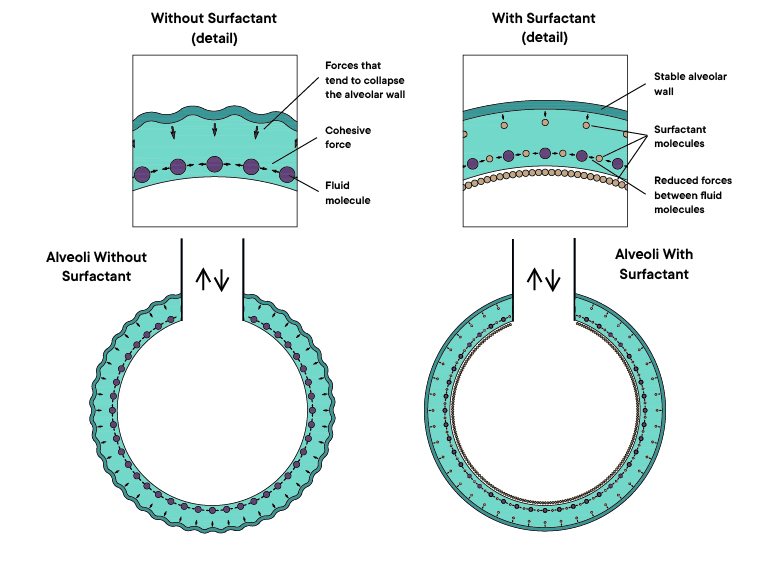 Without Surfactant
(detail)
With Surfactant
(detail)
Forces that
tend to collapse
the alveolar wall
Cohesive
force
Fluid
molecule
Stable alveolar
wall
Surfactant
molecules
Reduced forces
between fluid
molecules
Alveoli Without
Surfactant
Alveoli With
Surfactant